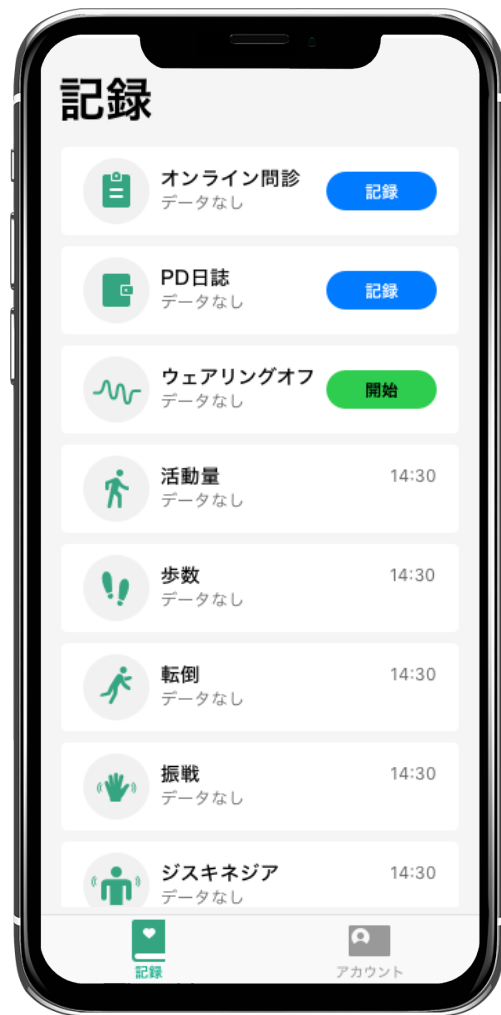 記録
オンライン問診
データなし
記録
PD日誌
データなし
記録
ウェアリングオフ
データなし
開始
活動量
14:30
データなし
歩数
14:30
データなし
転倒
14:30
データなし
振戦
14:30
データなし
ジスキネジア
14:30
データなし
記録
アカウント